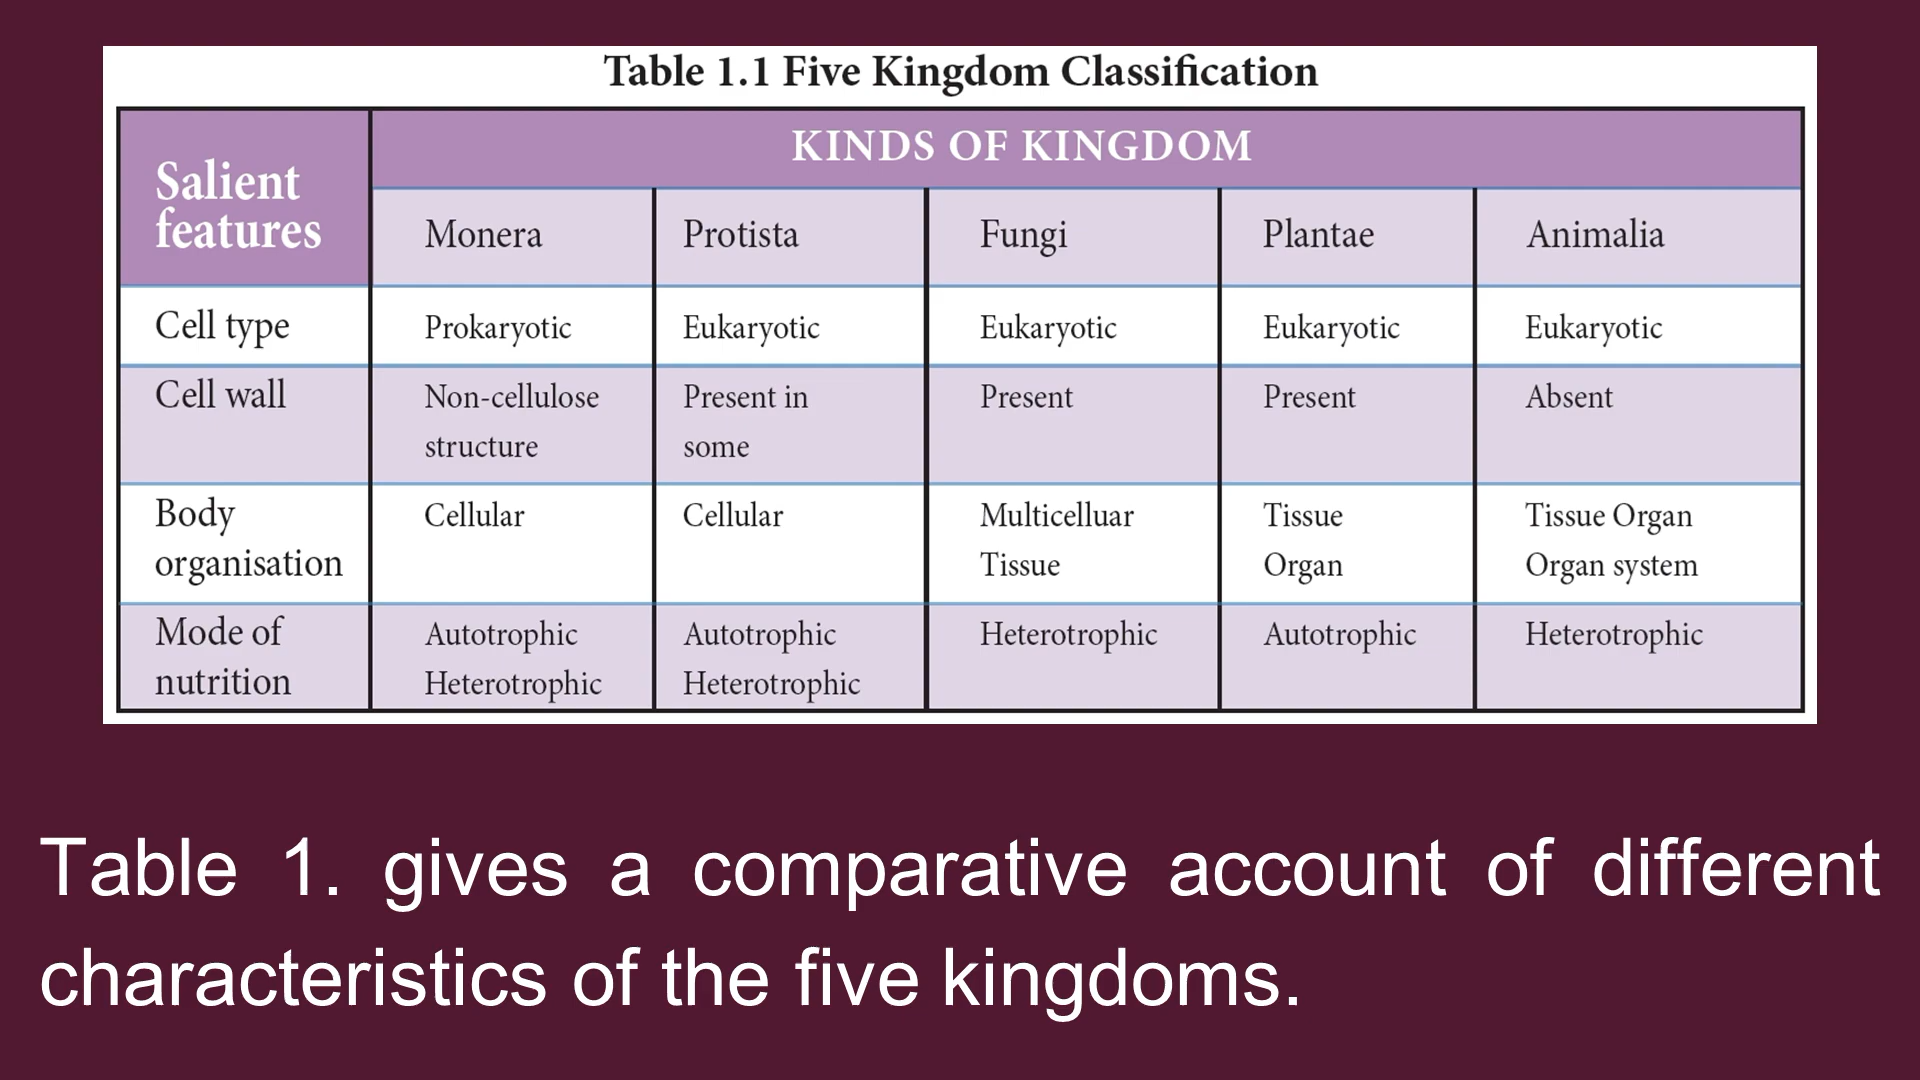 Table 1.1 Five Kingdom Classification
Salient
features
KINDS OF KINGDOM
Monera Protista Fungi Plantae Animalia
Cell type Prokaryotic Eukaryotic Eukaryotic Eukaryotic Eukaryotic
Cell wall Non-cellulose Present in Present Present Absent
structure some
Body Cellular Cellular Multicelluar Tissue Tissue Organ
organisation Tissue Organ Organ system
Mode of Autotrophic Autotrophic Heterotrophic Autotrophic Heterotrophic
nutrition Heterotrophic Heterotrophic
Table 1. gives a comparative account of different
characteristics of the five kingdoms.